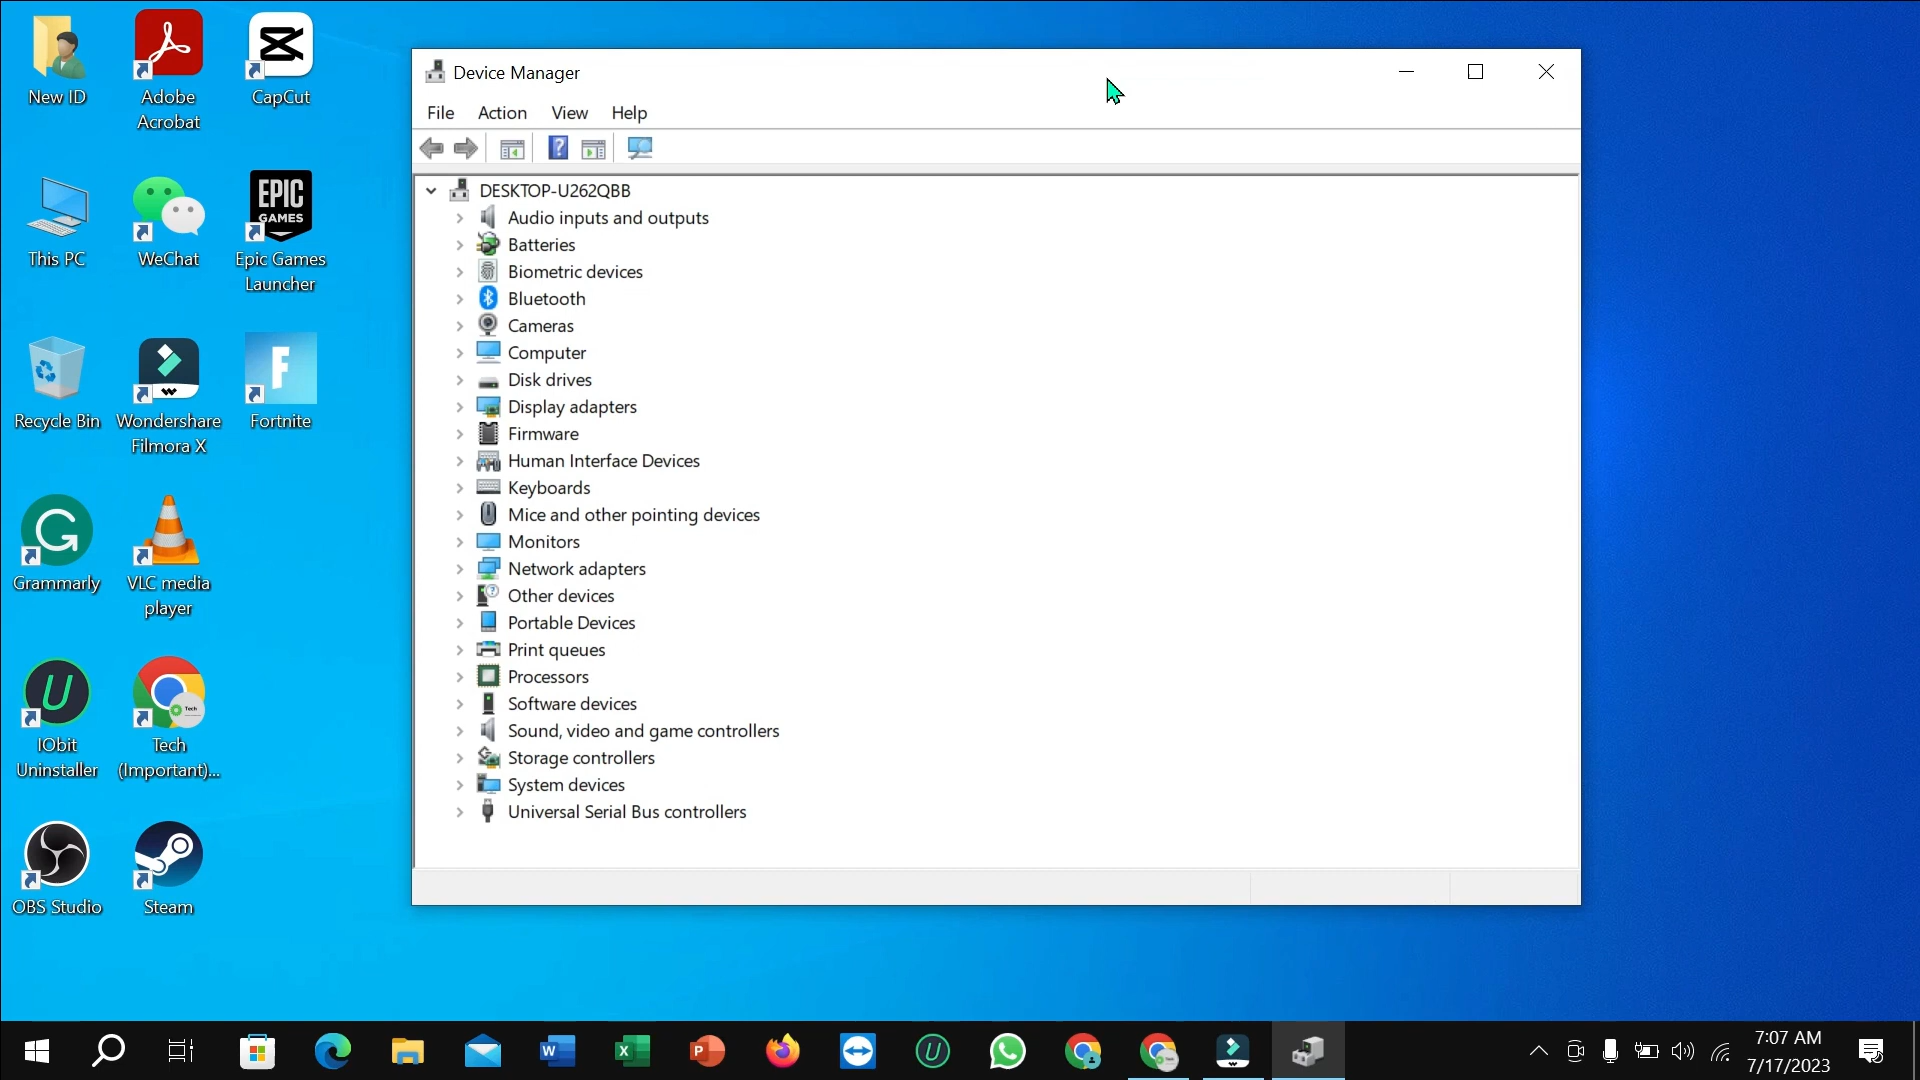 New ID
Adobe
Acrobat
CapCut
This PC
WeChat
EPIC
GAMES
Epic Games
Launcher
Recycle Bin
Wondershare
Filmora X
F
Fortnite
Grammarly
VLC media
player
IObit
Uninstaller
Tech
Tech
(Important)...
OBS Studio
Steam
Device Manager
File Action View Help
DESKTOP-U262QBB
Audio inputs and outputs
Batteries
Biometric devices
Bluetooth
Cameras
Computer
Disk drives
Display adapters
Firmware
Human Interface Devices
Keyboards
Mice and other pointing devices
Monitors
Network adapters
Other devices
Portable Devices
Print queues
Processors
Software devices
Sound, video and game controllers
Storage controllers
System devices
Universal Serial Bus controllers
7:07 AM
7/17/2023